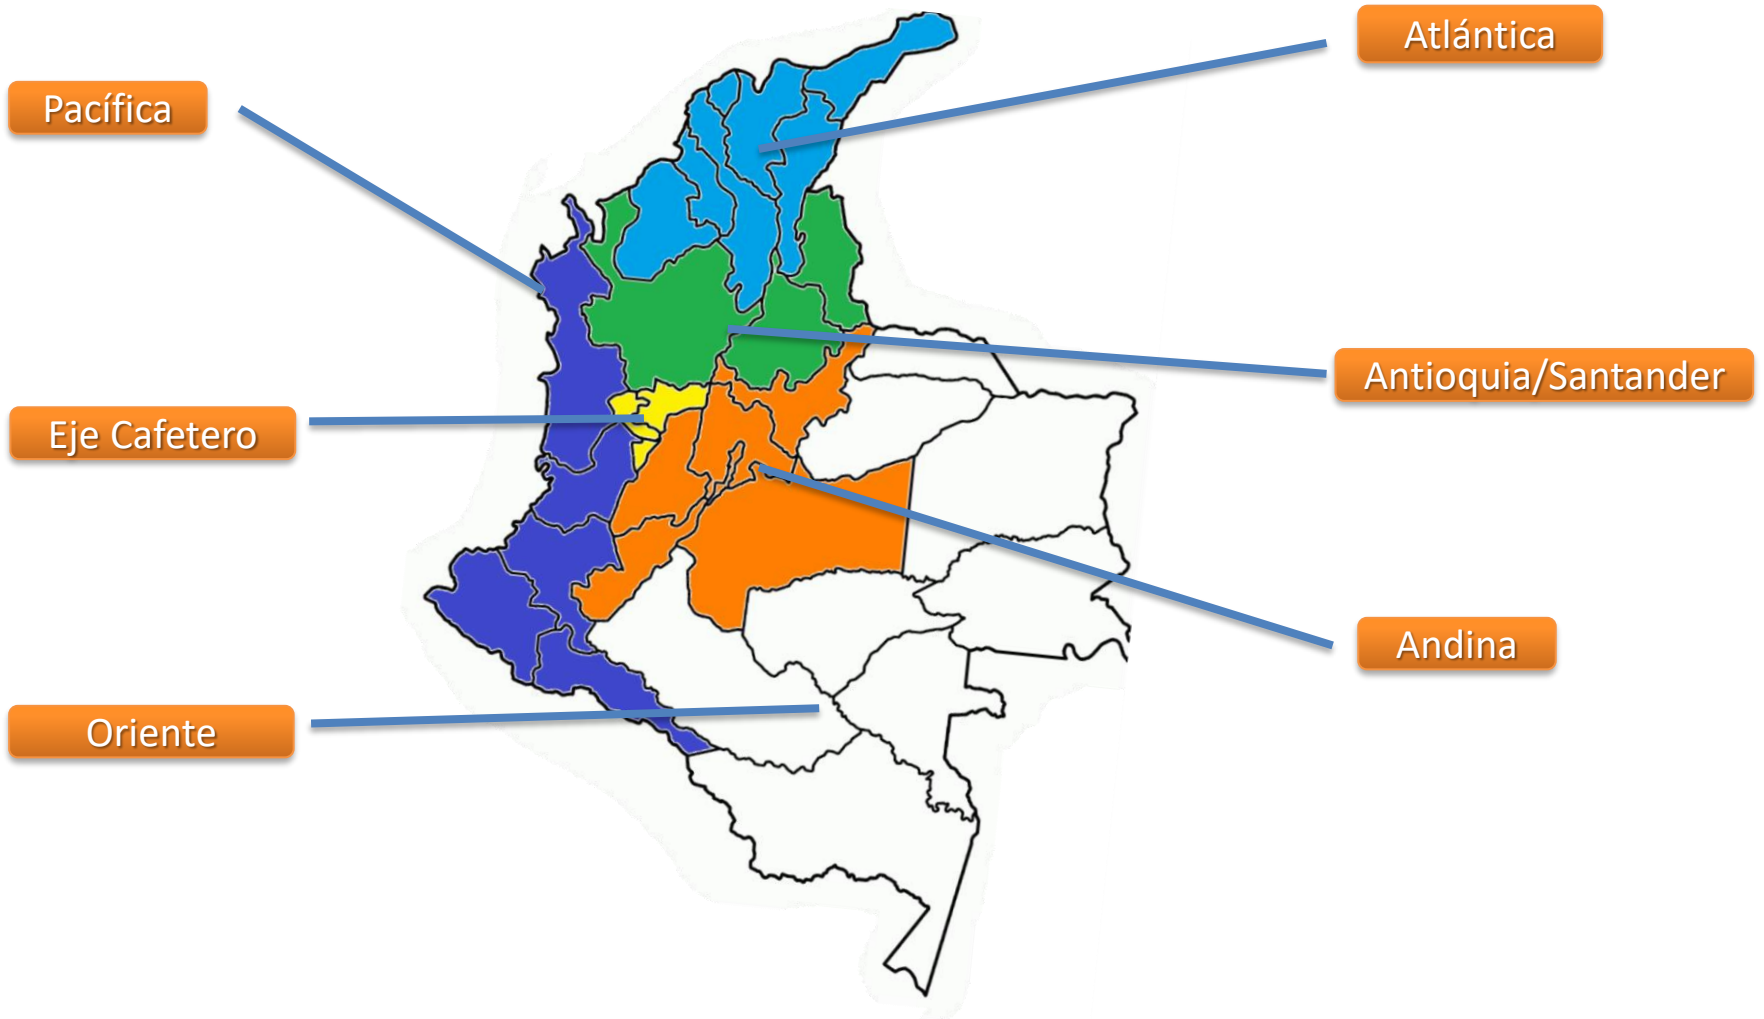 Atlántica
Pacífica
Antioquia/Santander
Eje Cafetero
Andina
Oriente